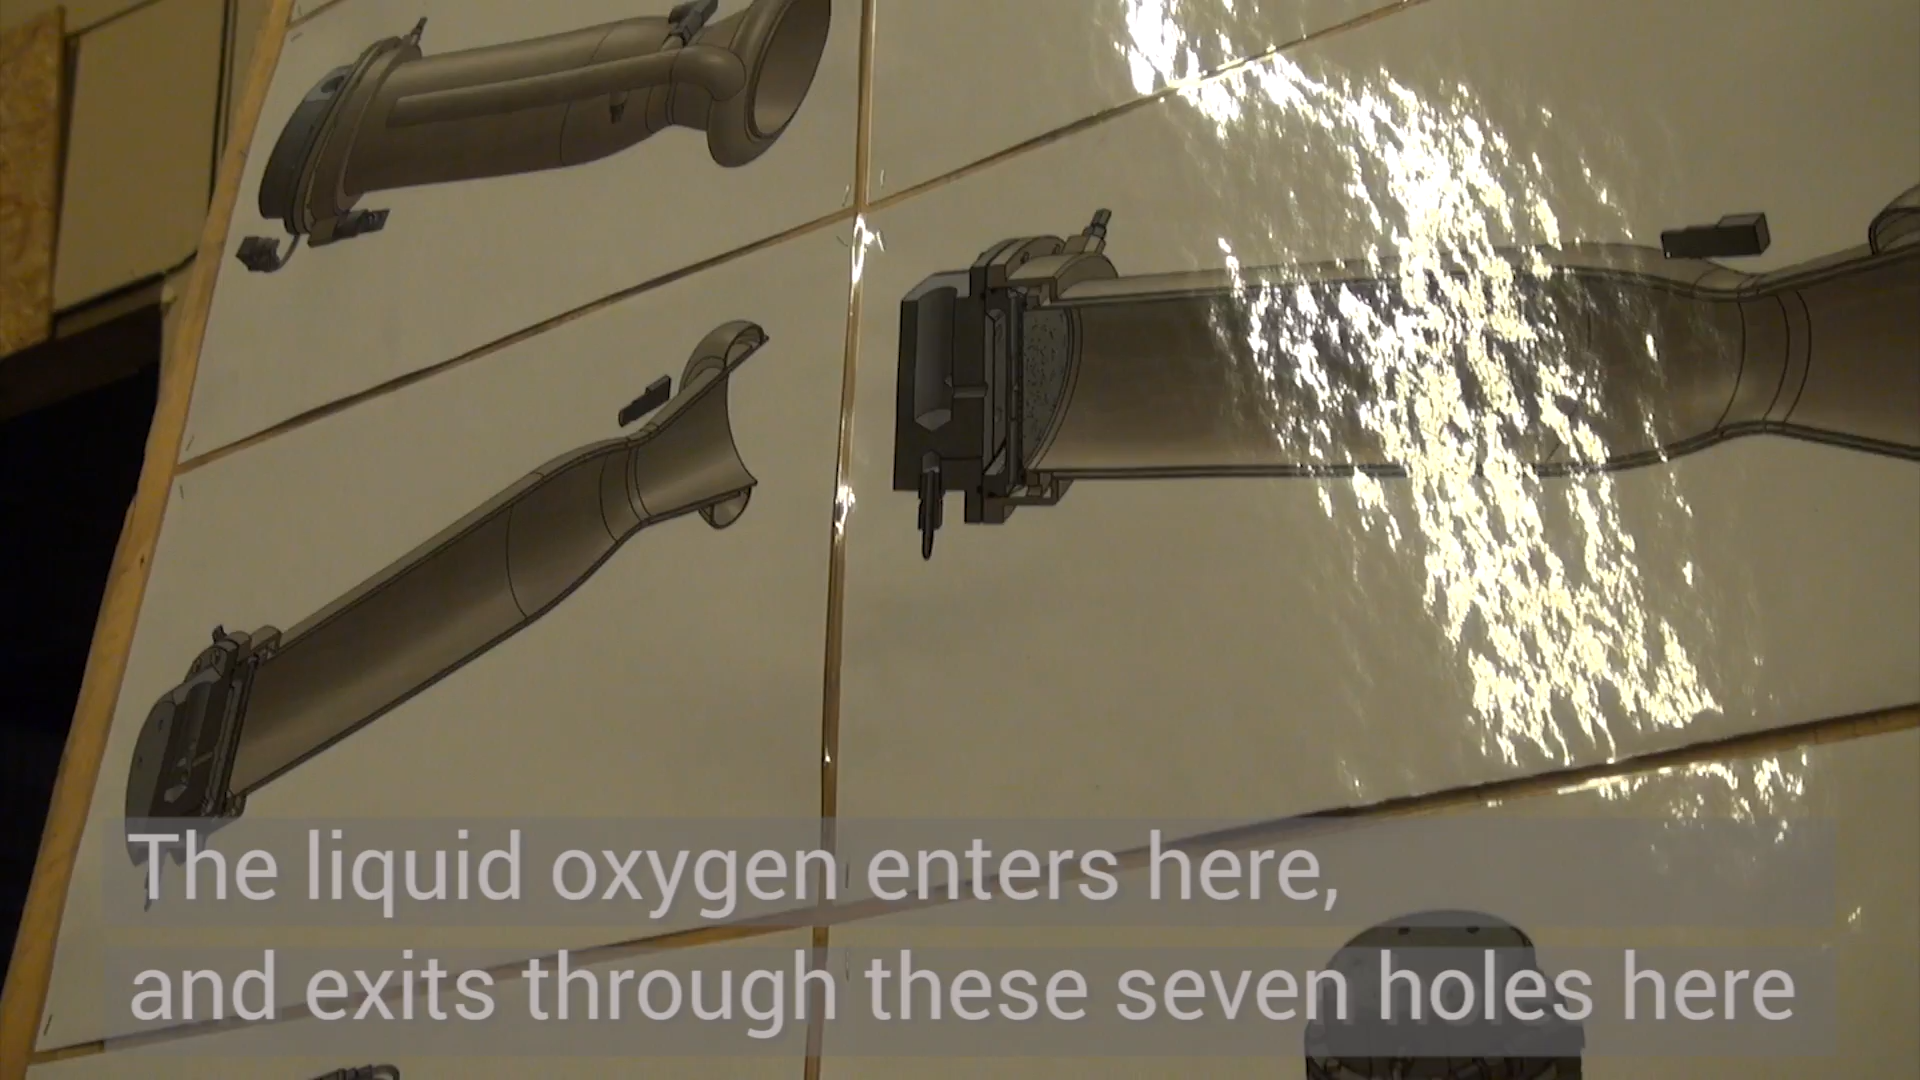 The liquid oxygen enters here,
and exits through these seven holes here